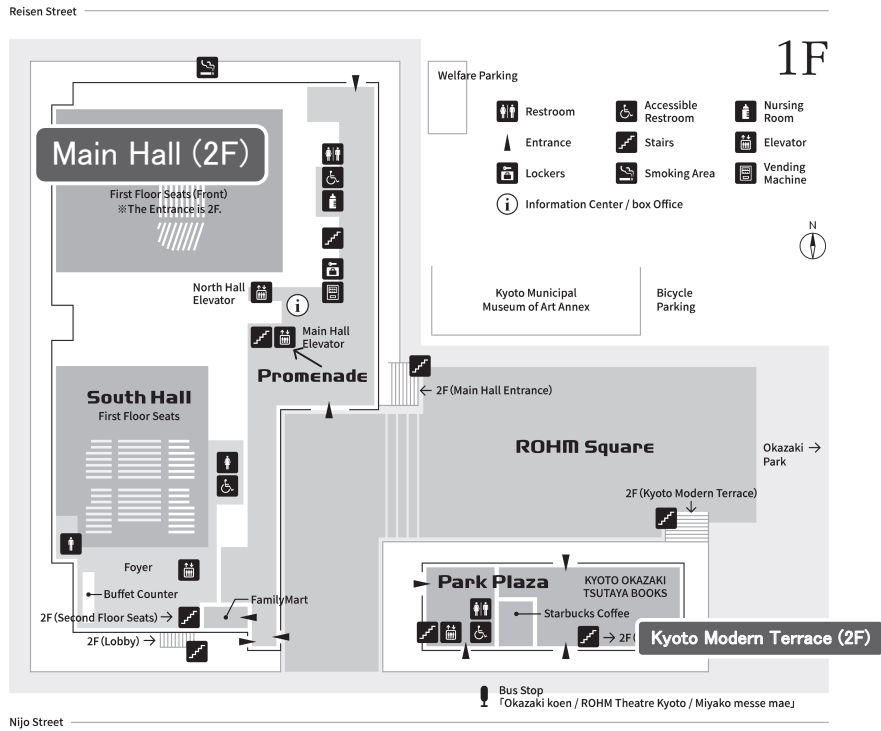 Reisen Street
1F
Welfare Parking
Restroom
Accessible
Restroom
Nursing
Room
Entrance
Stairs
Elevator
Lockers
Smoking Area
Vending
Machine
i
Information Center / box Office
N
Main Hall (2F)
First Floor Seats (Front)
※The Entrance is 2F.
North Hall
Elevator
i
Main Hall
Elevator
Promenade
Kyoto Municipal
Museum of Art Annex
Bicycle
Parking
South Hall
First Floor Seats
← 2F (Main Hall Entrance)
ROHM Square
Okazaki →
Park
2F (Kyoto Modern Terrace)
Foyer
Buffet Counter
FamilyMart
2F (Second Floor Seats) →
2F (Lobby) →
Park Plaza
KYOTO OKAZAKI
TSUTAYA BOOKS
Starbucks Coffee
→ 2F(
Kyoto Modern Terrace (2F)
Bus Stop
「Okazaki koen / ROHM Theatre Kyoto / Miyako messe mae」
Nijo Street